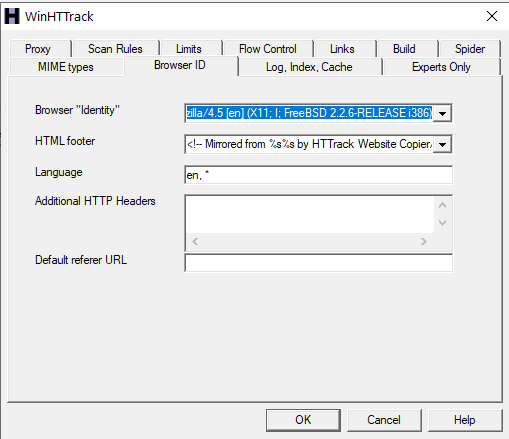 WinHTTrack
Proxy Scan Rules Limits Flow Control Links Build Spider
MIME types Browser ID Log, Index, Cache Experts Only
Browser "Identity" zilla/4.5 [en] (X11; I; FreeBSD 2.2.6-RELEASE i386)
HTML footer <!-- Mirrored from %s%s by HTTrack Website Copier/
Language en, *
Additional HTTP Headers
Default referer URL
OK Cancel Help